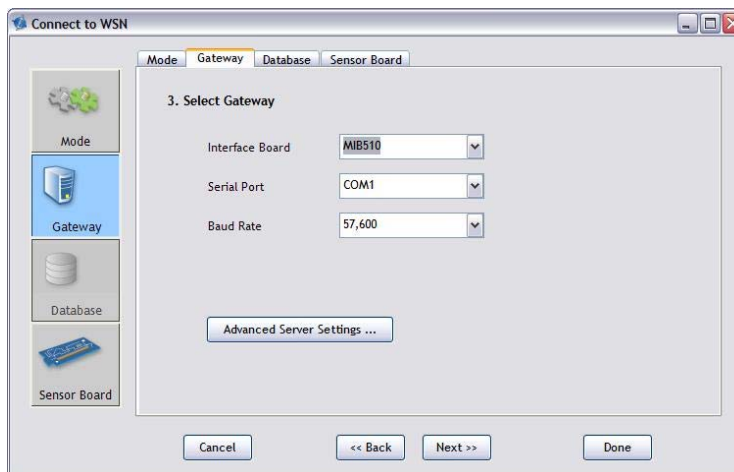 Connect to WSN
Mode Gateway Database Sensor Board
3. Select Gateway
Mode
Interface Board MIB510
Serial Port COM1
Gateway
Baud Rate 57,600
Database
Advanced Server Settings ...
Sensor Board
Cancel << Back Next >> Done